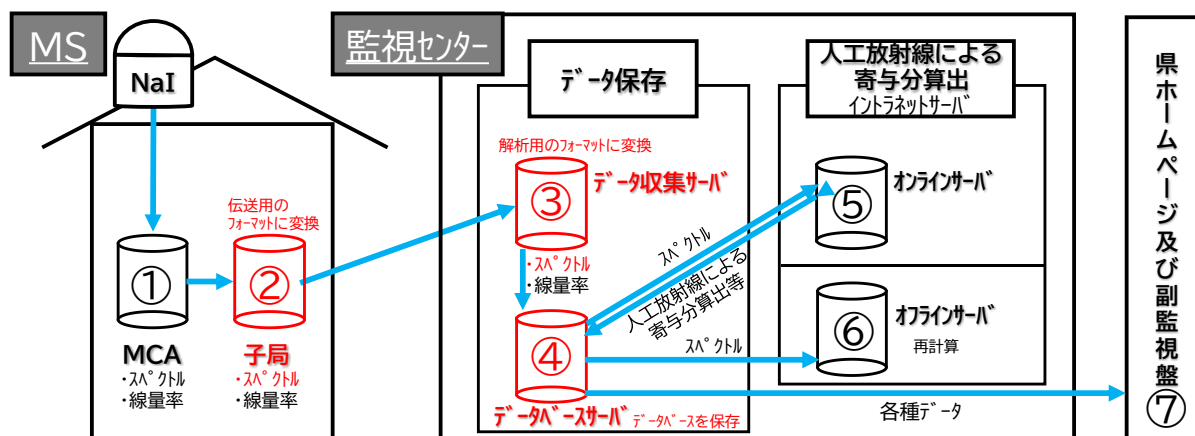 MS
NaI
①
MCA
・ｽﾍﾟｸﾄﾙ
・線量率
伝送用の
ﾌｫｰﾏｯﾄに変換
②
子局
・ｽﾍﾟｸﾄﾙ
・線量率
監視ｾﾝﾀｰ
ﾃﾞｰﾀ保存
解析用のﾌｫｰﾏｯﾄに変換
③
ﾃﾞｰﾀ収集ｻｰﾊﾞ
・ｽﾍﾟｸﾄﾙ
・線量率
④
ﾃﾞｰﾀﾍﾞｰｽｻｰﾊﾞ
ﾃﾞｰﾀﾍﾞｰｽを保存
ｽﾍﾟｸﾄﾙ
人工放射線による
寄与分算出等
ｽﾍﾟｸﾄﾙ
各種ﾃﾞｰﾀ
人工放射線による
寄与分算出
ｲﾝﾄﾗﾈｯﾄｻｰﾊﾞ
⑤
ｵﾝﾗｲﾝｻｰﾊﾞ
⑥
ｵﾌﾗｲﾝｻｰﾊﾞ
再計算
県ホームページ及び副監視盤⑦